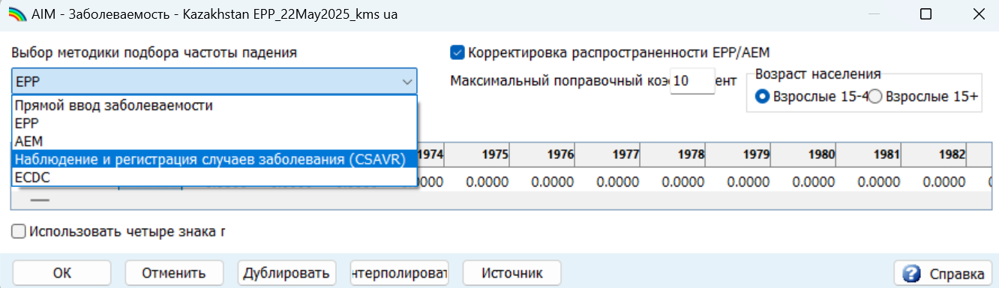 AIM - Заболеваемость - Kazakhstan EPP_22May2025_kms ua
Выбор методики подбора частоты падения
Корректировка распространенности EPP/AEM
EPP
Максимальный поправочный коэ 10 ент
Возраст населения
Взрослые 15-4 Взрослые 15+
Прямой ввод заболеваемости
EPP
AEM
Наблюдение и регистрация случаев заболевания (CSAVR)
ECDC
1974 1975 1976 1977 1978 1979 1980 1981 1982
0.0000 0.0000 0.0000 0.0000 0.0000 0.0000 0.0000 0.0000
Использовать четыре знака г
ОК Отменить Дублировать нтерполироват Источник Справка